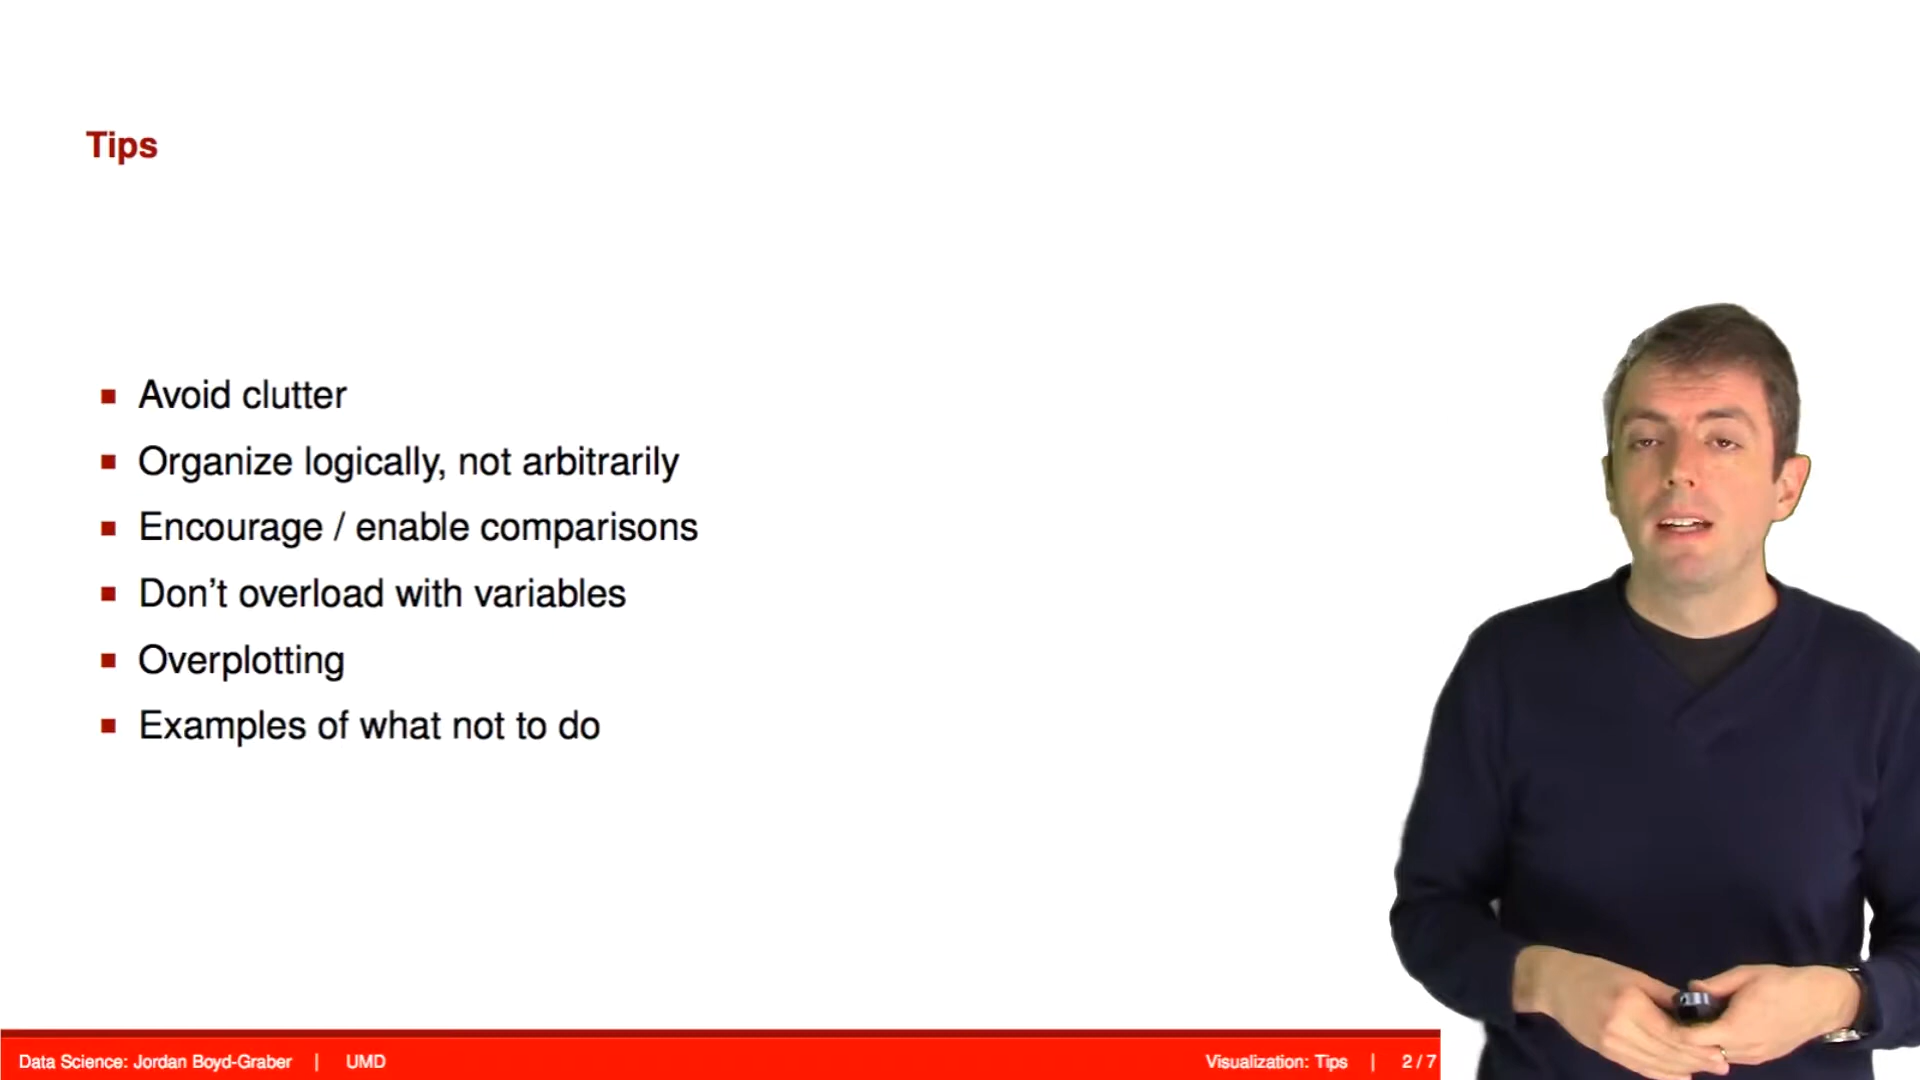 Tips
Avoid clutter
Organize logically, not arbitrarily
Encourage / enable comparisons
Don’t overload with variables
Overplotting
Examples of what not to do
Data Science: Jordan Boyd-Graber | UMD Visualization: Tips | 2 / 7